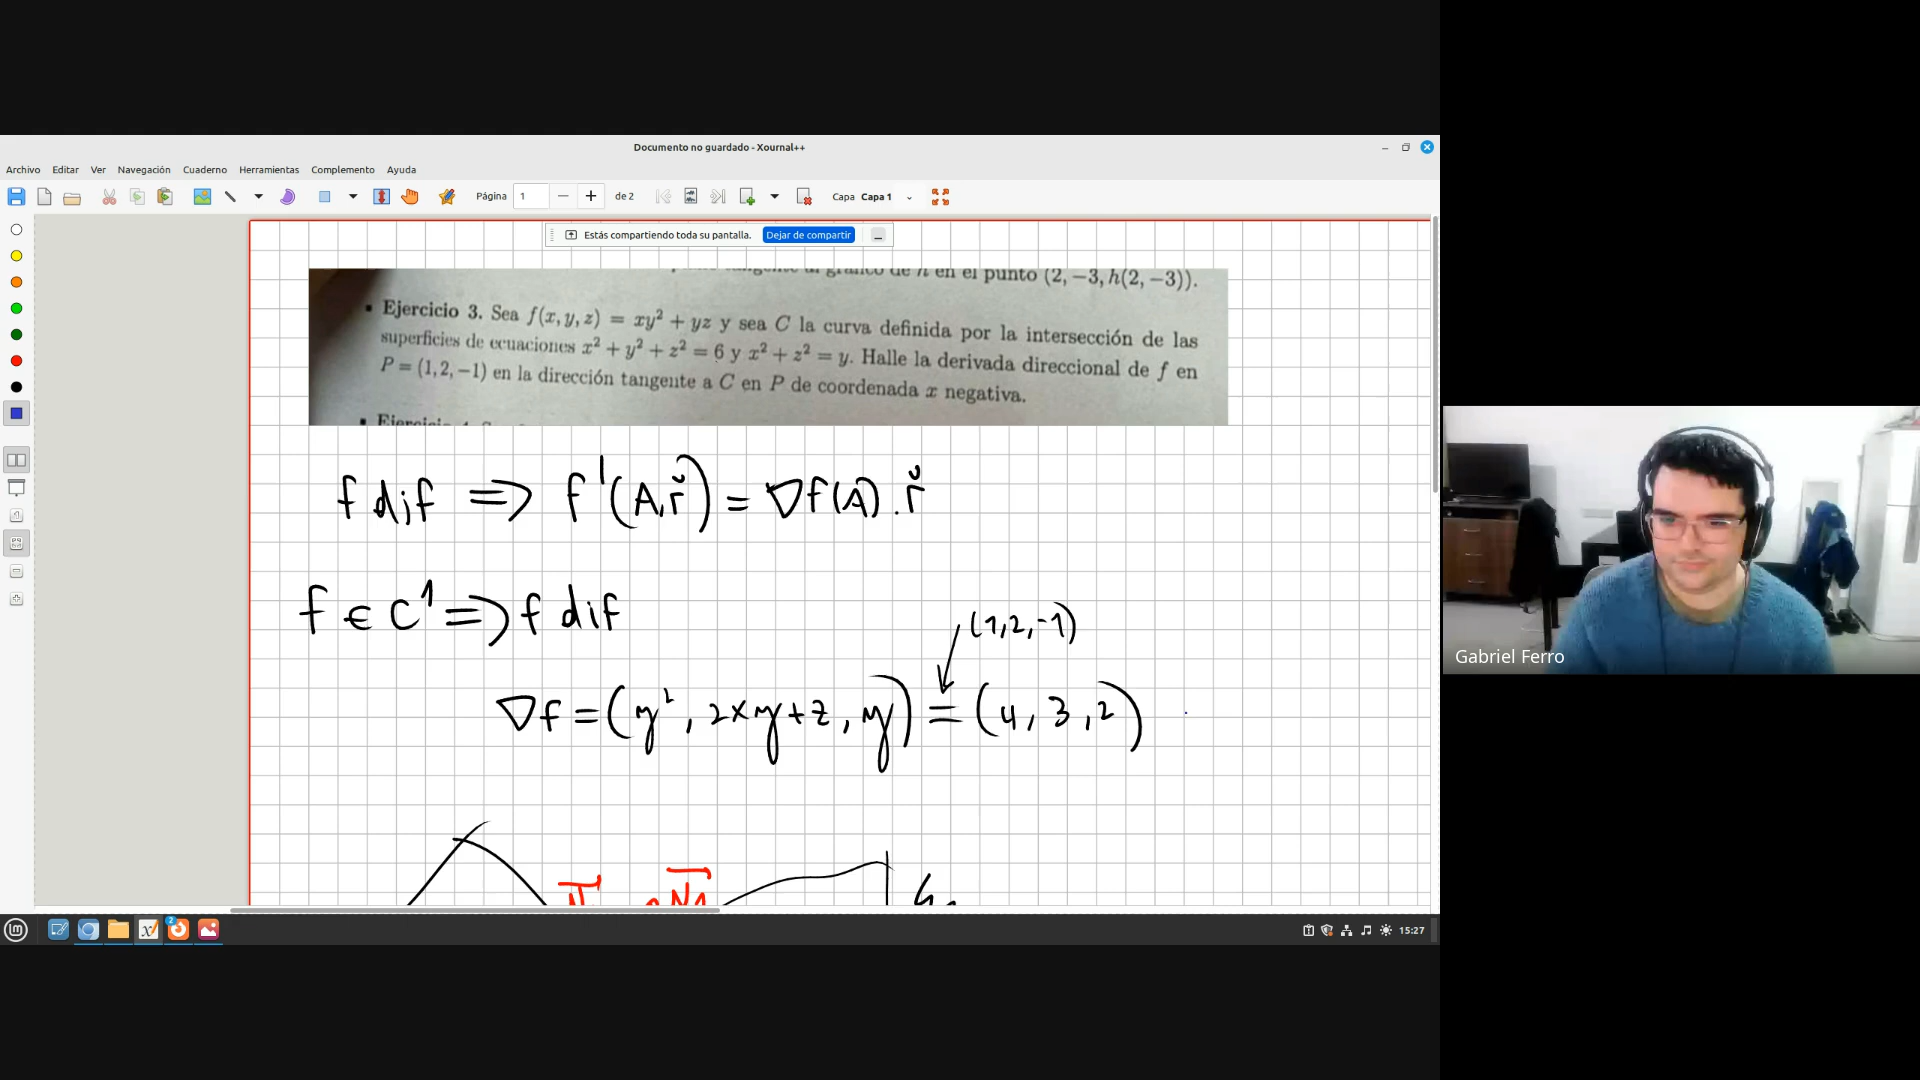 Documento no guardado - Xournal++
Archivo Editar Ver Navegación Cuaderno Herramientas Complemento Ayuda
Página 1 de 2 Capa Capa 1
Estás compartiendo toda su pantalla. Dejar de compartir
gráfico de h en el punto (2, −3, h(2, −3)).
▪ Ejercicio 3. Sea f(x, y, z) = xy² + yz y sea C la curva definida por la intersección de las
superficies de ecuaciones x² + y² + z² = 6 y x² + z² = y. Halle la derivada direccional de f en
P = (1, 2, −1) en la dirección tangente a C en P de coordenada x negativa.
▪ Ejercicio
f dif ⟹ f'(A, ř) = ∇f(A) . ř
f ∈ C¹ ⟹ f dif
(1,2,-1)
∇f = (y², 2xy+z, y) = (4, 3, 2)
Gabriel Ferro
2
15:27